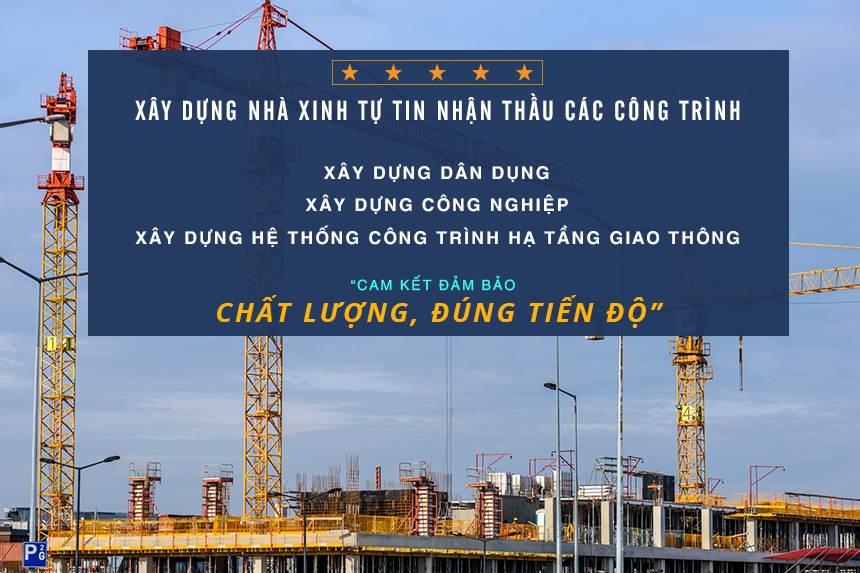 XÂY DỰNG NHÀ XINH TỰ TIN NHẬN THẦU CÁC CÔNG TRÌNH
XÂY DỰNG DÂN DỤNG
XÂY DỰNG CÔNG NGHIỆP
XÂY DỰNG HỆ THỐNG CÔNG TRÌNH HẠ TẦNG GIAO THÔNG
“CAM KẾT ĐẢM BẢO
CHẤT LƯỢNG, ĐÚNG TIẾN ĐỘ”
11
4
P